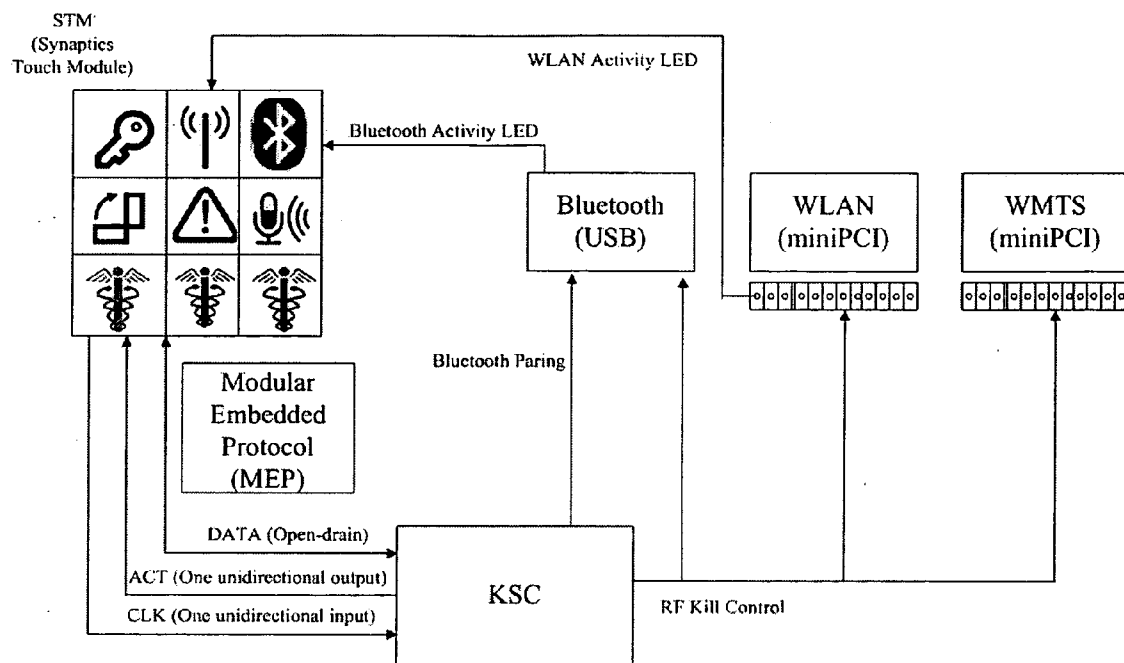 STM
(Synaptics
Touch Module)
WLAN Activity LED
Bluetooth Activity LED
Bluetooth
(USB)
WLAN
(miniPCI)
WMTS
(miniPCI)
Bluetooth Paring
Modular
Embedded
Protocol
(MEP)
DATA (Open-drain)
ACT (One unidirectional output)
CLK (One unidirectional input)
KSC
RF Kill Control